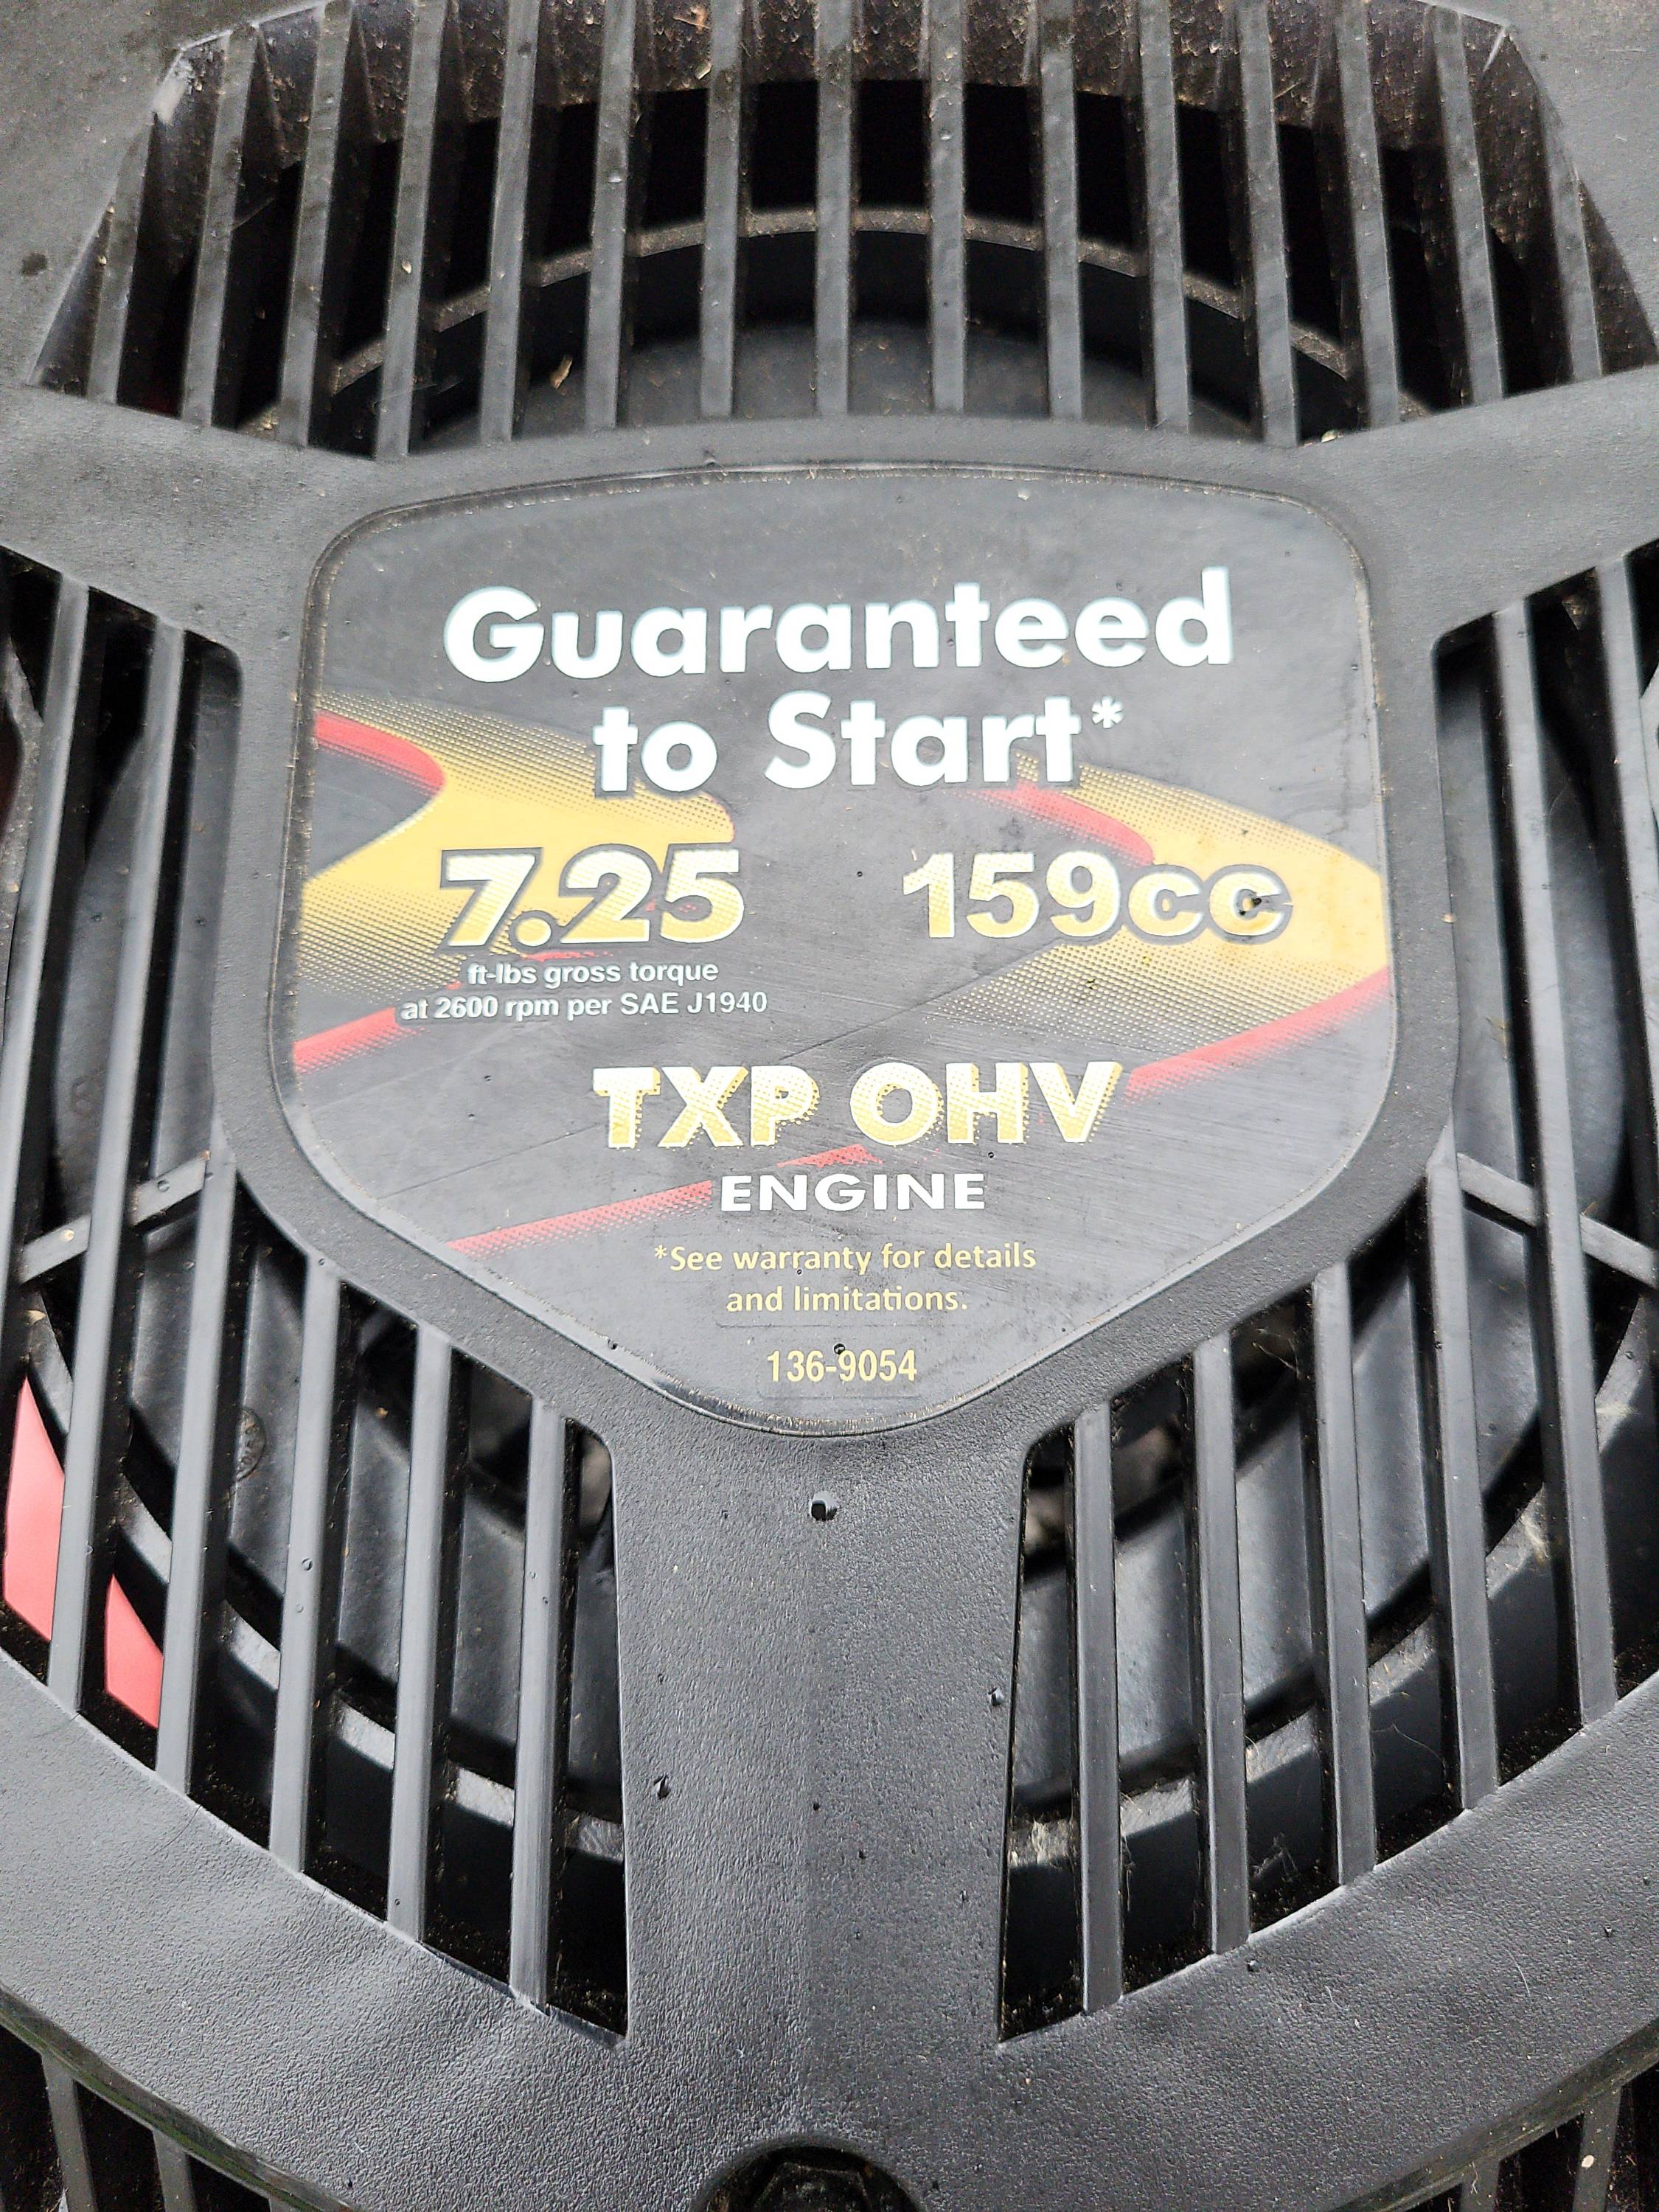 Guaranteed
to Start*
7.25 159cc
ft-lbs gross torque
at 2600 rpm per SAE J1940
TXP OHV
ENGINE
*See warranty for details
and limitations.
136-9054